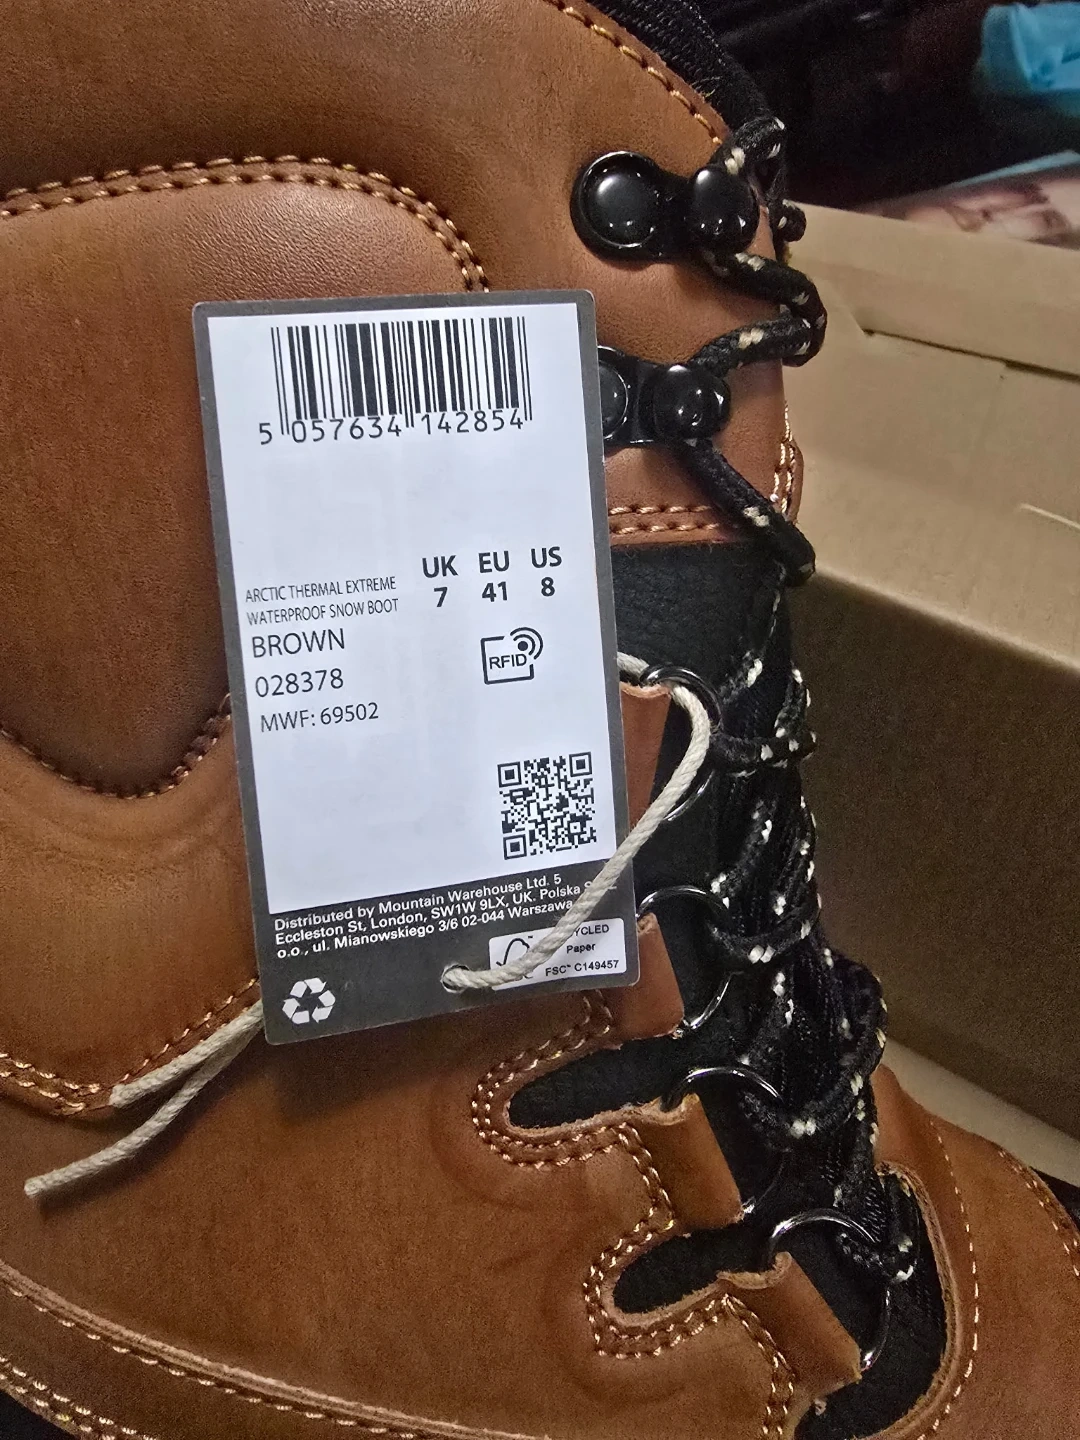 5 057634 142854
UK EU US
7 41 8
ARCTIC THERMAL EXTREME
WATERPROOF SNOW BOOT
BROWN
028378
MWF: 69502
RFID
Distributed by Mountain Warehouse Ltd. 5
Eccleston St, London, SW1W 9LX, UK. Polska
o.o., ul. Mianowskiego 3/6 02-044 Warszawa
Paper
FSC™ C149457